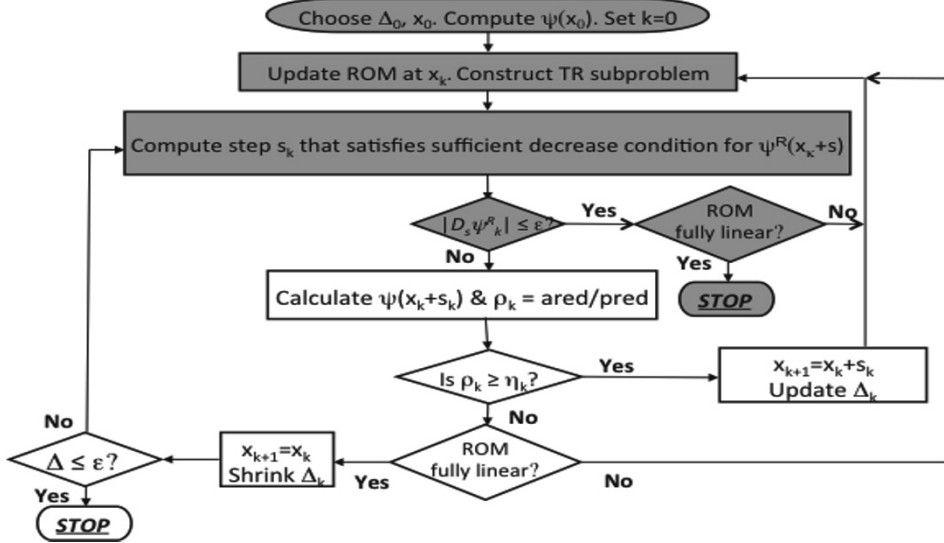 Choose Δ₀, x₀. Compute ψ(x₀). Set k=0
Update ROM at xₖ. Construct TR subproblem
Compute step sₖ that satisfies sufficient decrease condition for ψᴿ(xₖ+s)
|Dₛψᴿₖ| ≤ ε?
Yes
ROM
fully linear?
No
No
Yes
STOP
Calculate ψ(xₖ+sₖ) & ρₖ = ared/pred
Is ρₖ ≥ ηₖ?
Yes
xₖ₊₁=xₖ+sₖ
Update Δₖ
No
No
ROM
fully linear?
xₖ₊₁=xₖ
Shrink Δₖ
Δ ≤ ε?
Yes
No
Yes
STOP